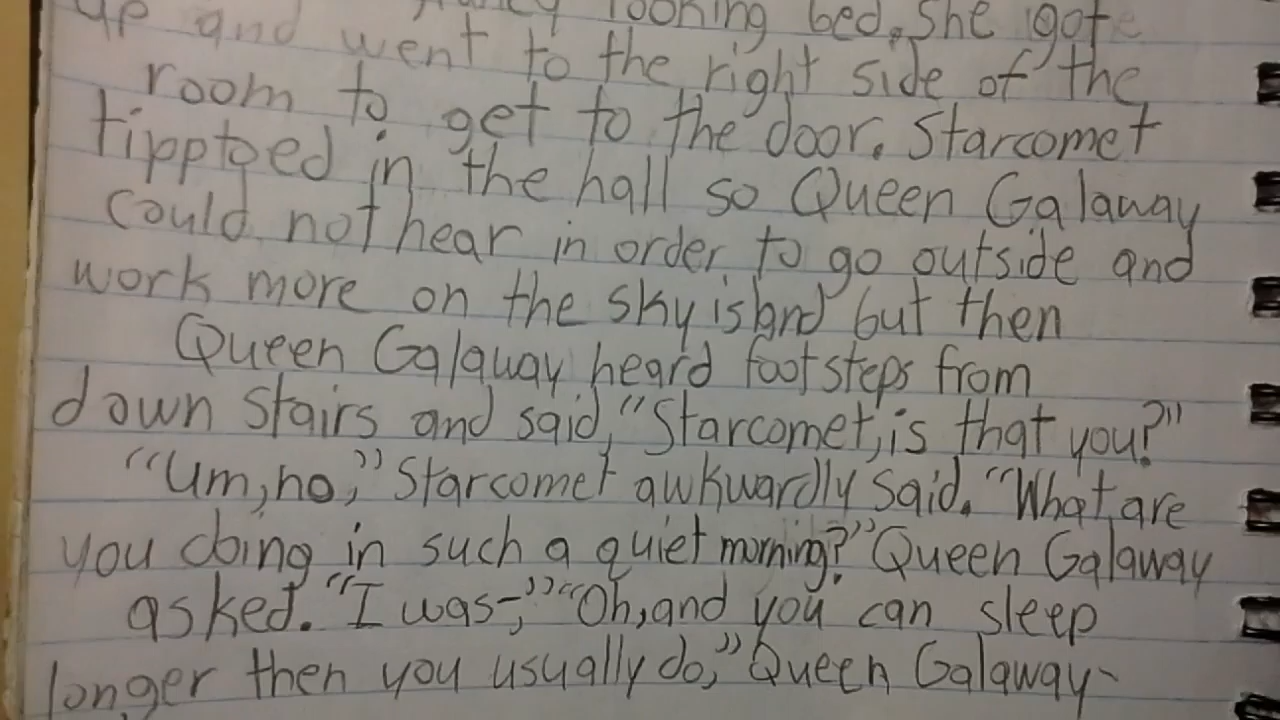 up and looking bed. She gote
went to the right side of the
room to get to the door. Starcomet
tipptoed in the hall so Queen Galaway
could not hear in order to go outside and
work more on the sky island but then
Queen Galaway heard footsteps from
down stairs and said, "Starcomet, is that you?"
"Um, no," Starcomet awkwardly said. "What are
you doing in such a quiet morning?" Queen Galaway
asked. "I was-," "Oh, and you can sleep
longer then you usually do," Queen Galaway-